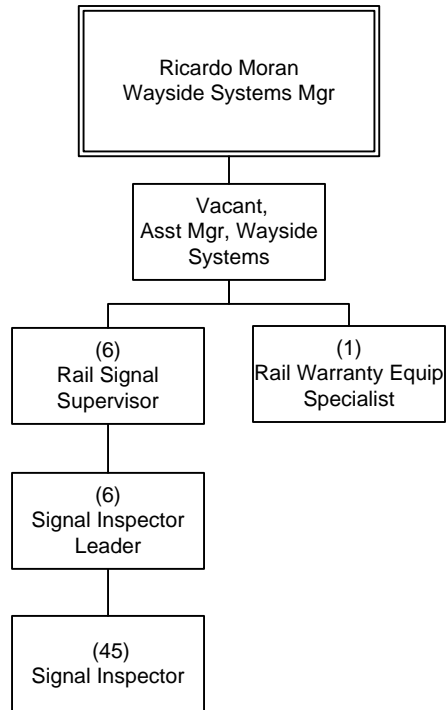 Ricardo Moran
Wayside Systems Mgr
Vacant,
Asst Mgr, Wayside
Systems
(6)
Rail Signal
Supervisor
(1)
Rail Warranty Equip
Specialist
(6)
Signal Inspector
Leader
(45)
Signal Inspector